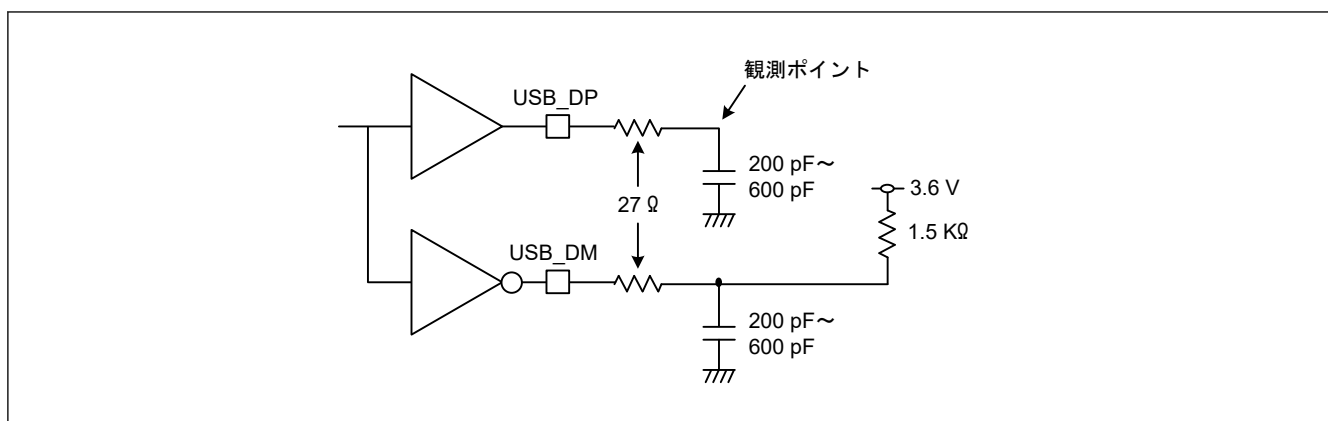 観測ポイント
USB_DP
200 pF～
600 pF
3.6 V
27 Ω
1.5 KΩ
USB_DM
200 pF～
600 pF